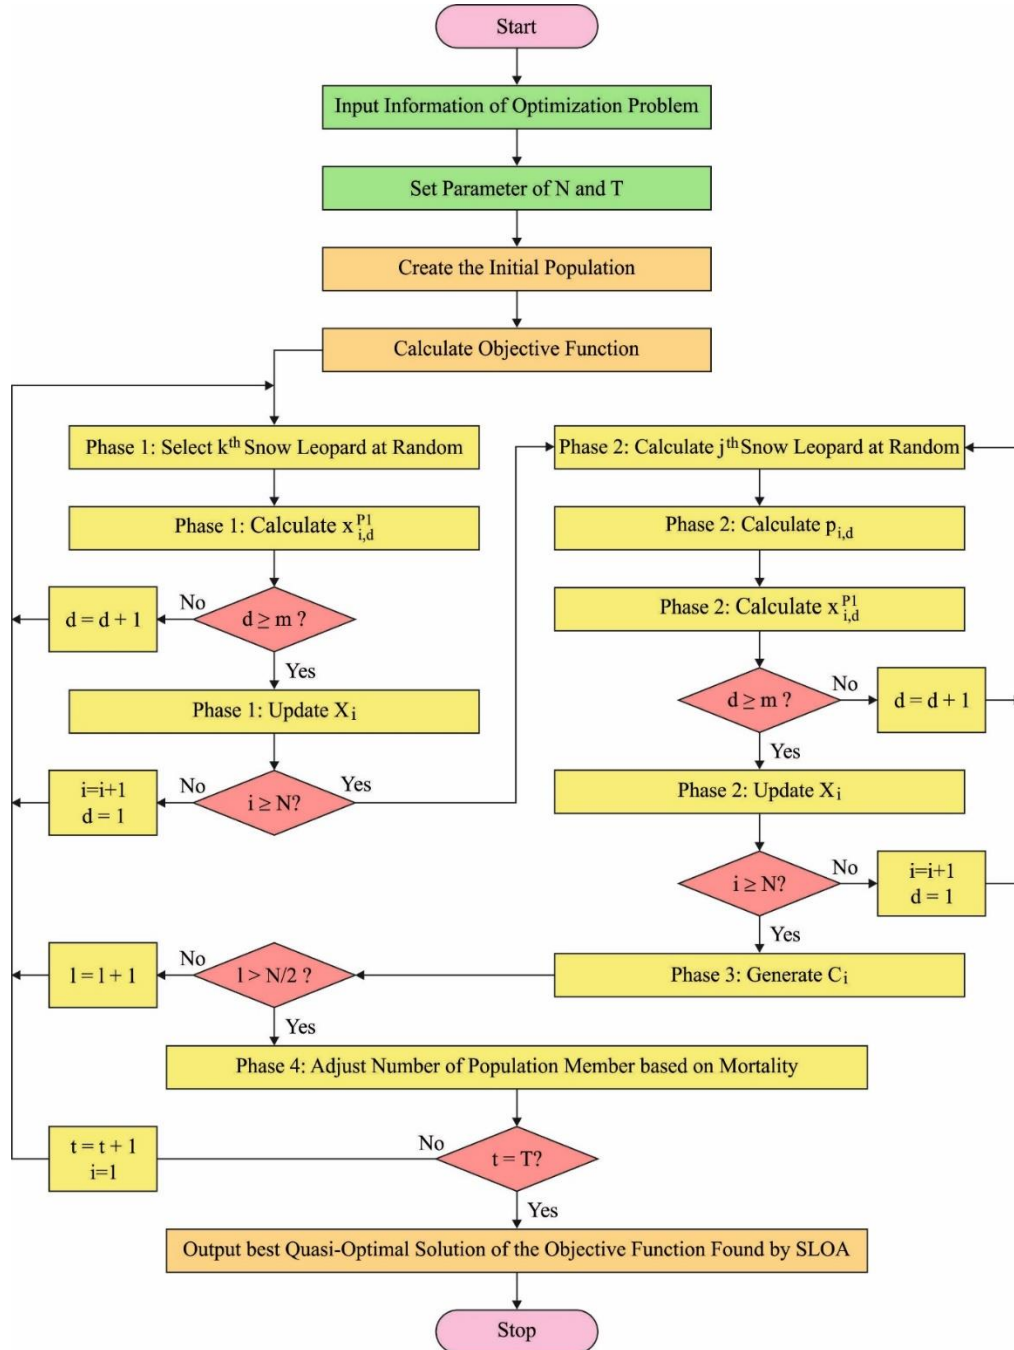 Start
Input Information of Optimization Problem
Set Parameter of N and T
Create the Initial Population
Calculate Objective Function
Phase 1: Select kth Snow Leopard at Random
Phase 1: Calculate x i,d P1
d ≥ m ?
No
d = d + 1
Yes
Phase 1: Update X i
i ≥ N?
No
i=i+1
d = 1
Yes
Phase 2: Calculate jth Snow Leopard at Random
Phase 2: Calculate p i,d
Phase 2: Calculate x i,d P1
d ≥ m ?
No
d = d + 1
Yes
Phase 2: Update X i
i ≥ N?
No
i=i+1
d = 1
Yes
Phase 3: Generate C i
l > N/2 ?
No
l = l + 1
Yes
Phase 4: Adjust Number of Population Member based on Mortality
t = T?
No
t = t + 1
i=1
Yes
Output best Quasi-Optimal Solution of the Objective Function Found by SLOA
Stop